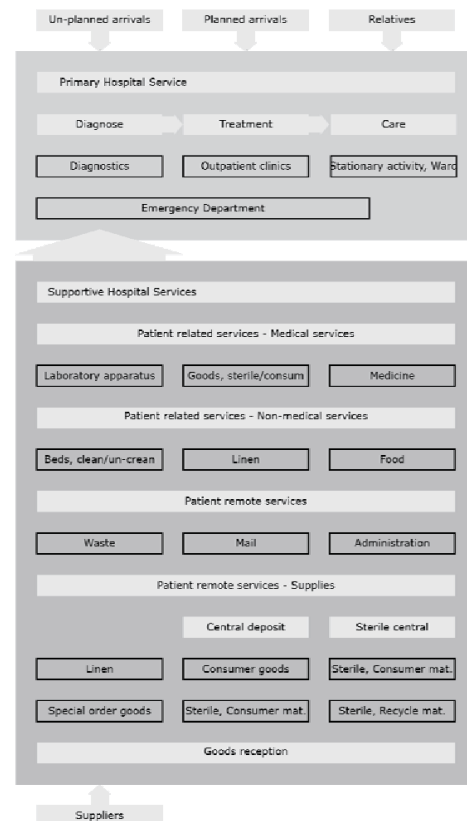 Un-planned arrivals
Planned arrivals
Relatives
Primary Hospital Service
Diagnose
Treatment
Care
Diagnostics
Outpatient clinics
Stationary activity, Ward
Emergency Department
Supportive Hospital Services
Patient related services - Medical services
Laboratory apparatus
Goods, sterile/consum
Medicine
Patient related services - Non-medical services
Beds, clean/un-crean
Linen
Food
Patient remote services
Waste
Mail
Administration
Patient remote services - Supplies
Central deposit
Sterile central
Linen
Consumer goods
Sterile, Consumer mat.
Special order goods
Sterile, Consumer mat.
Sterile, Recycle mat.
Goods reception
Suppliers